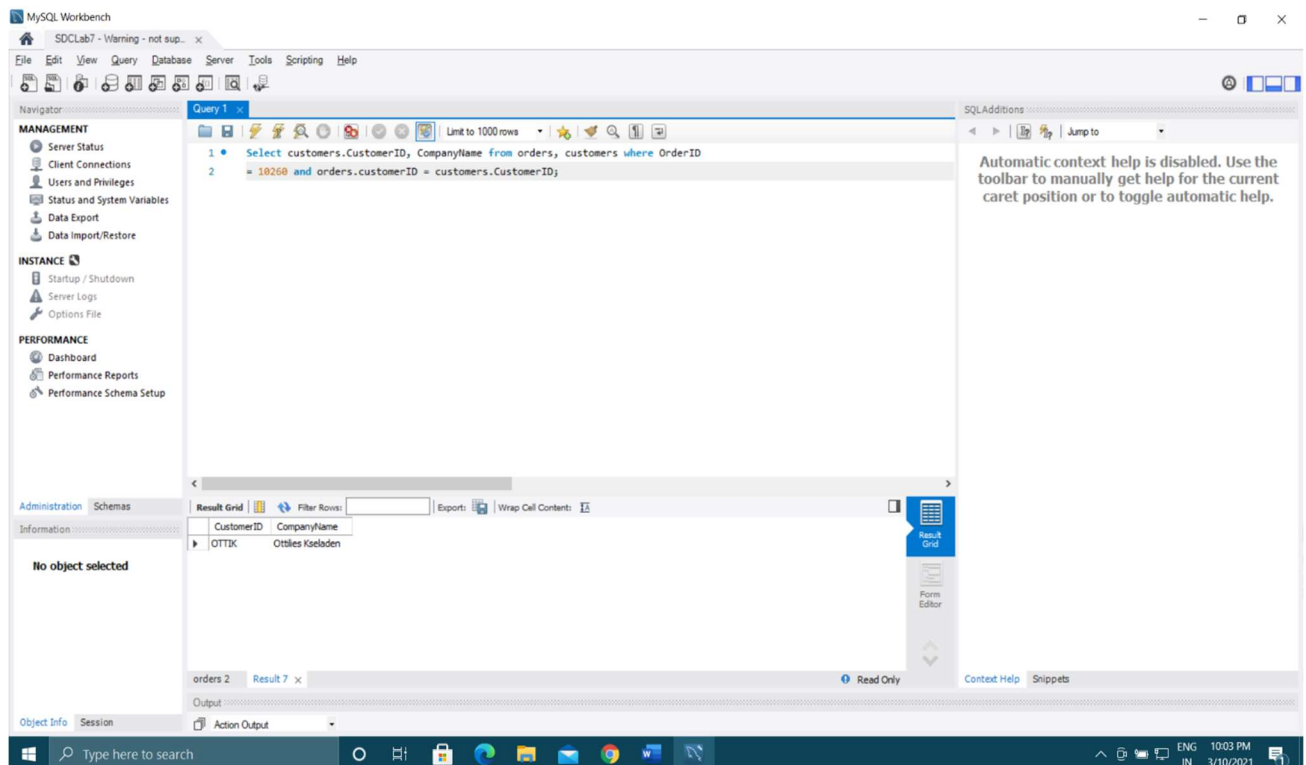 MySQL Workbench
SDCLab7 - Warning - not sup...
File Edit View Query Database Server Tools Scripting Help
Navigator
MANAGEMENT
Server Status
Client Connections
Users and Privileges
Status and System Variables
Data Export
Data Import/Restore
INSTANCE
Startup / Shutdown
Server Logs
Options File
PERFORMANCE
Dashboard
Performance Reports
Performance Schema Setup
Administration Schemas
Information
No object selected
Object Info Session
Query 1
Limit to 1000 rows
1 Select customers.CustomerID, CompanyName from orders, customers where OrderID
2 = 10260 and orders.customerID = customers.CustomerID;
Result Grid Filter Rows: Export: Wrap Cell Content:
CustomerID CompanyName
OTTIK Ottilies Kseladen
Result
Grid
Form
Editor
orders 2 Result 7 Read Only
Output
Action Output
SQLAdditions
Jump to
Automatic context help is disabled. Use the
toolbar to manually get help for the current
caret position or to toggle automatic help.
Context Help Snippets
Type here to search
ENG 10:03 PM
IN 3/10/2021